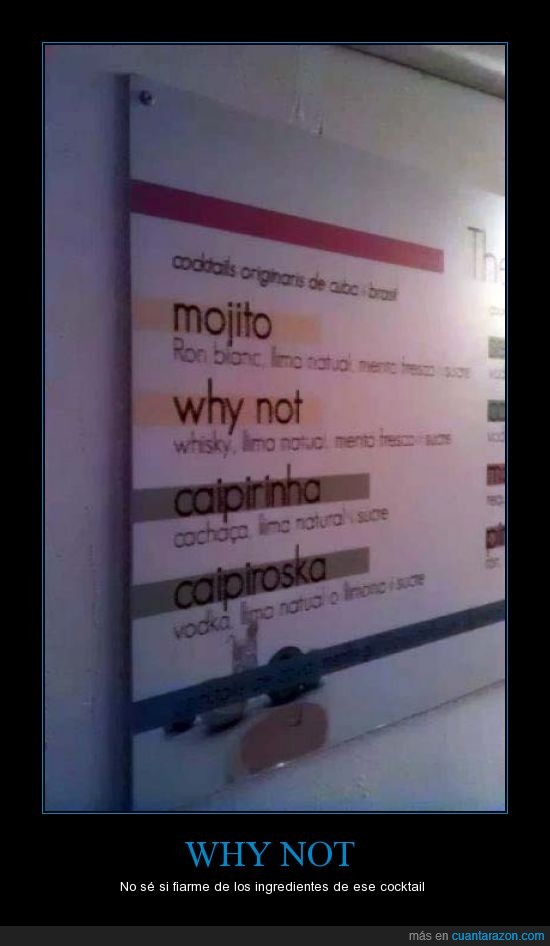 cocktails originaris de cuba i brasil
The
mojito
Ron blanc, llima natural, menta fresca i sucre
why not
whisky, llima natural, menta fresca i sucre
caipirinha
cachaça, llima natural i sucre
caipiroska
vodka, llima natural o llimona i sucre
WHY NOT
No sé si fiarme de los ingredientes de ese cocktail
más en cuantarazon.com